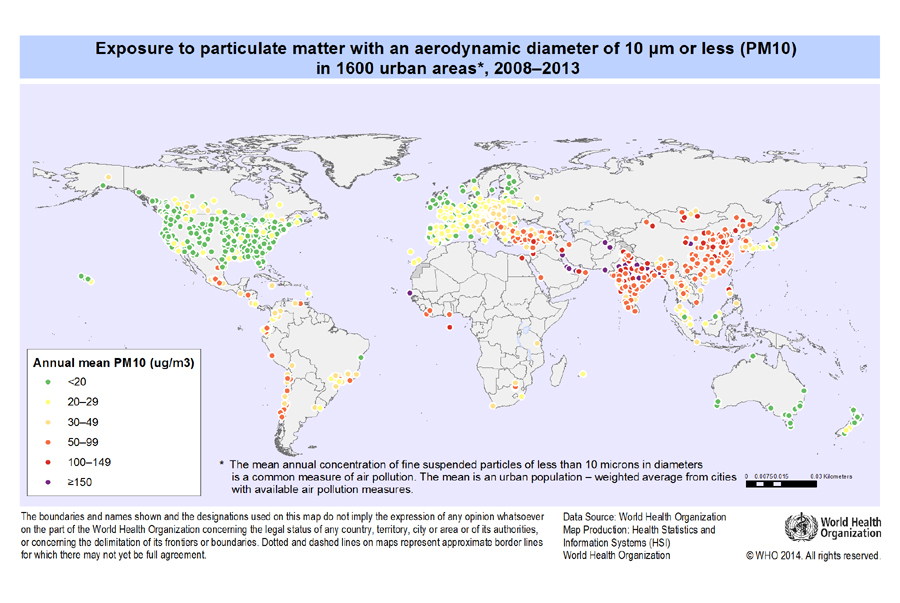 Exposure to particulate matter with an aerodynamic diameter of 10 µm or less (PM10)
in 1600 urban areas*, 2008–2013
Annual mean PM10 (ug/m3)
<20
20–29
30–49
50–99
100–149
≥150
* The mean annual concentration of fine suspended particles of less than 10 microns in diameters
is a common measure of air pollution. The mean is an urban population – weighted average from cities
with available air pollution measures.
0 0.00750.015 0.03 Kilometers
The boundaries and names shown and the designations used on this map do not imply the expression of any opinion whatsoever
on the part of the World Health Organization concerning the legal status of any country, territory, city or area or of its authorities,
or concerning the delimitation of its frontiers or boundaries. Dotted and dashed lines on maps represent approximate border lines
for which there may not yet be full agreement.
Data Source: World Health Organization
Map Production: Health Statistics and
Information Systems (HSI)
World Health Organization
World Health
Organization
© WHO 2014. All rights reserved.